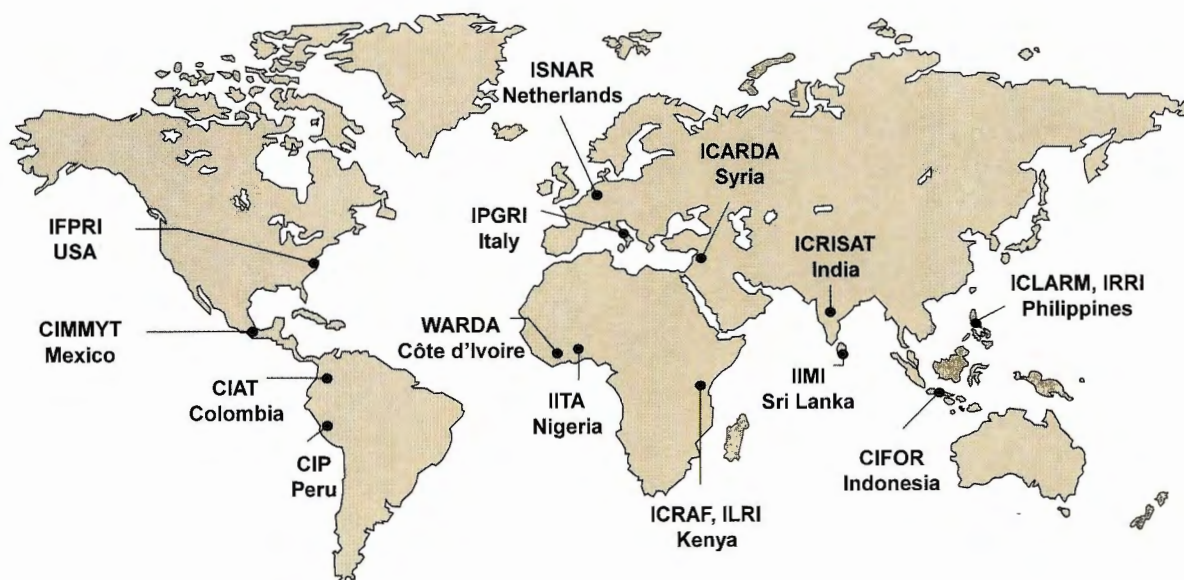 ISNAR
Netherlands
ICARDA
Syria
IFPRI
USA
IPGRI
Italy
ICRISAT
India
ICLARM, IRRI
Philippines
CIMMYT
Mexico
WARDA
Côte d'Ivoire
CIAT
Colombia
IITA
Nigeria
IIMI
Sri Lanka
CIP
Peru
CIFOR
Indonesia
ICRAF, ILRI
Kenya